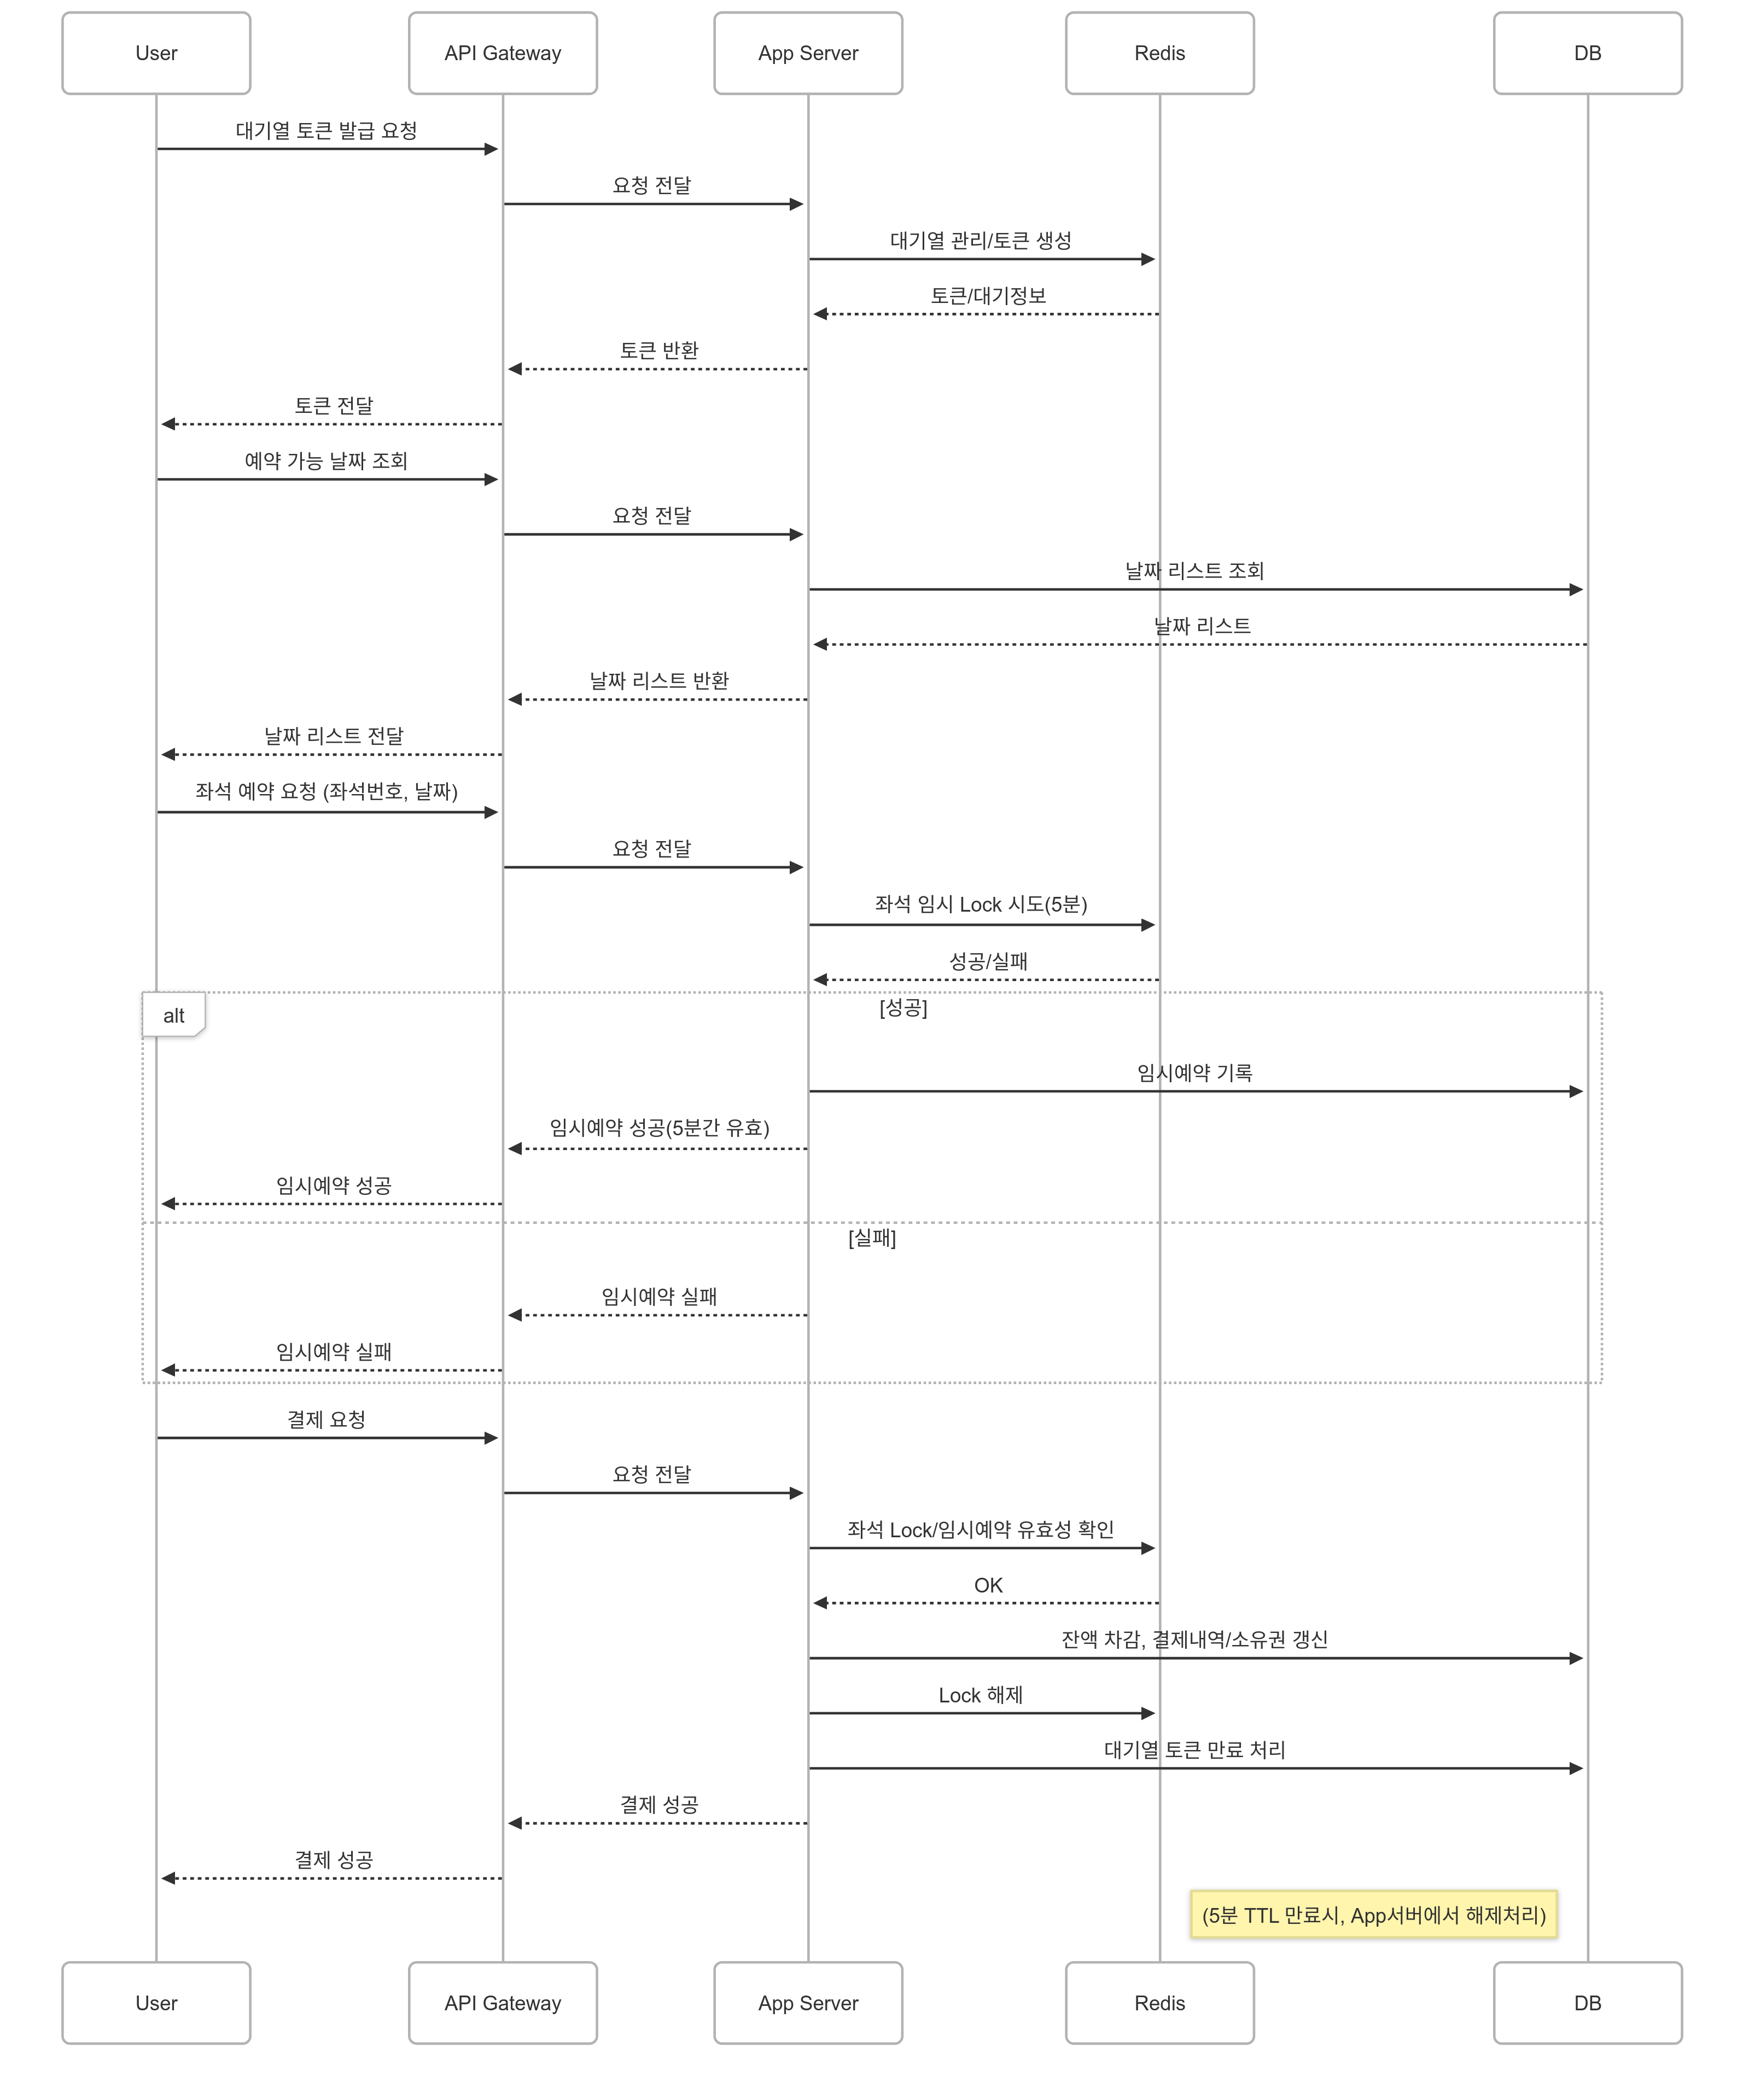 User
API Gateway
App Server
Redis
DB
대기열 토큰 발급 요청
요청 전달
대기열 관리/토큰 생성
토큰/대기정보
토큰 반환
토큰 전달
예약 가능 날짜 조회
요청 전달
날짜 리스트 조회
날짜 리스트
날짜 리스트 반환
날짜 리스트 전달
좌석 예약 요청 (좌석번호, 날짜)
요청 전달
좌석 임시 Lock 시도(5분)
성공/실패
alt
[성공]
임시예약 기록
임시예약 성공(5분간 유효)
임시예약 성공
[실패]
임시예약 실패
임시예약 실패
결제 요청
요청 전달
좌석 Lock/임시예약 유효성 확인
OK
잔액 차감, 결제내역/소유권 갱신
Lock 해제
대기열 토큰 만료 처리
결제 성공
결제 성공
(5분 TTL 만료시, App서버에서 해제처리)
User
API Gateway
App Server
Redis
DB